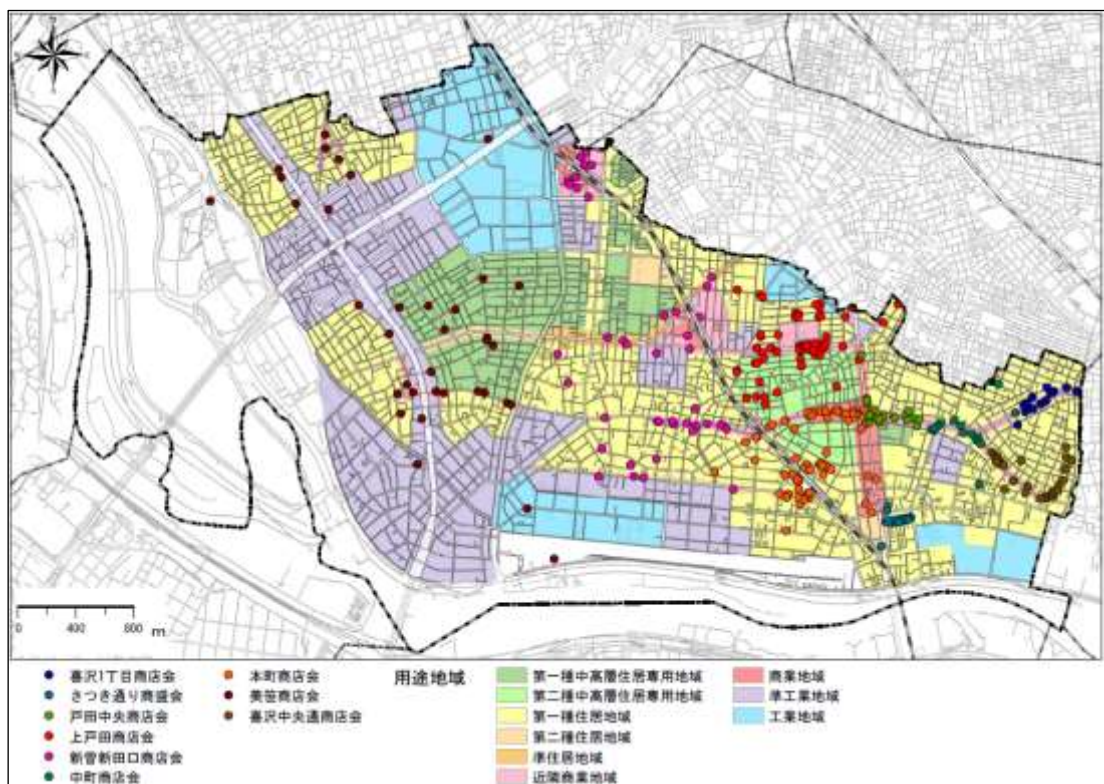 0 400 800 m
喜沢1丁目商店会
さつき通り商盛会
戸田中央商店会
上戸田商店会
新曽新田口商店会
中町商店会
本町商店会
美笹商店会
喜沢中央通商店会
用途地域
第一種中高層住居専用地域
第二種中高層住居専用地域
第一種住居地域
第二種住居地域
準住居地域
近隣商業地域
商業地域
準工業地域
工業地域